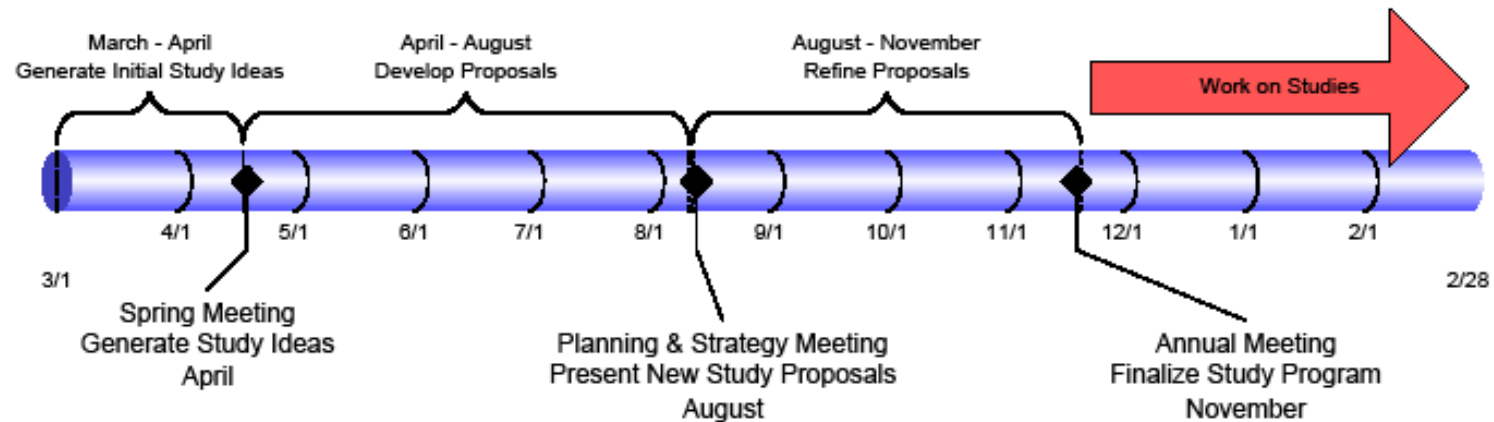 March - April
Generate Initial Study Ideas
April - August
Develop Proposals
August - November
Refine Proposals
Work on Studies
4/1
5/1
6/1
7/1
8/1
9/1
10/1
11/1
12/1
1/1
2/1
3/1
2/28
Spring Meeting
Generate Study Ideas
April
Planning & Strategy Meeting
Present New Study Proposals
August
Annual Meeting
Finalize Study Program
November